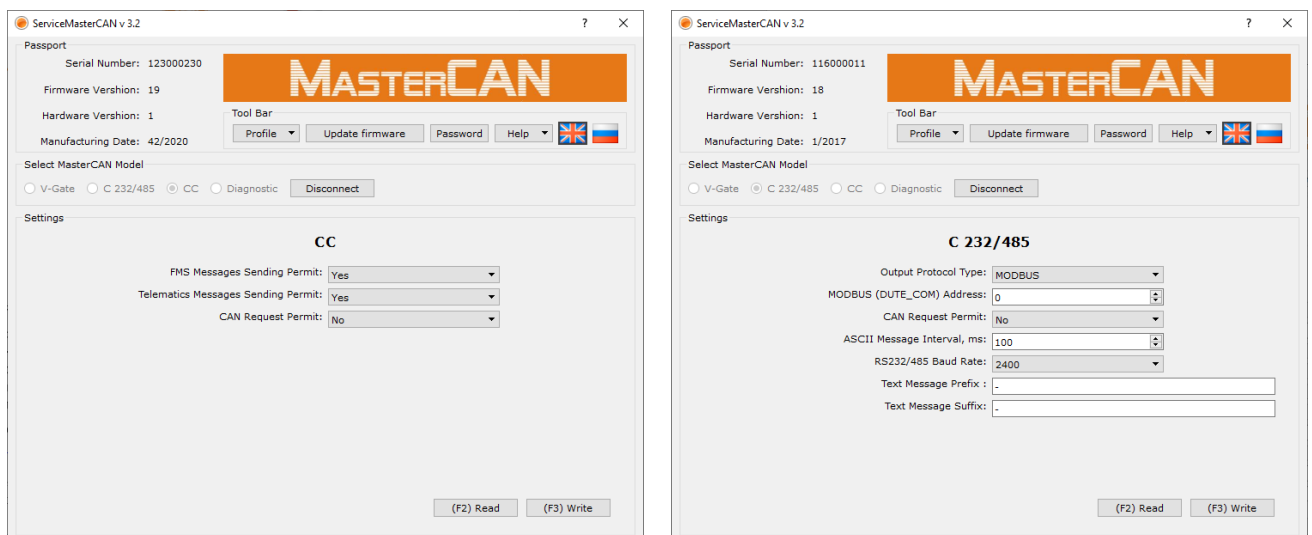 ServiceMasterCAN v 3.2 ? ×
Passport
Serial Number: 123000230
Firmware Vershion: 19
Hardware Vershion: 1
Manufacturing Date: 42/2020
MASTERCAN
Tool Bar
Profile Update firmware Password Help
Select MasterCAN Model
V-Gate C 232/485 CC Diagnostic Disconnect
Settings
CC
FMS Messages Sending Permit: Yes
Telematics Messages Sending Permit: Yes
CAN Request Permit: No
(F2) Read (F3) Write
ServiceMasterCAN v 3.2 ? ×
Passport
Serial Number: 116000011
Firmware Vershion: 18
Hardware Vershion: 1
Manufacturing Date: 1/2017
MASTERCAN
Tool Bar
Profile Update firmware Password Help
Select MasterCAN Model
V-Gate C 232/485 CC Diagnostic Disconnect
Settings
C 232/485
Output Protocol Type: MODBUS
MODBUS (DUTE_COM) Address: 0
CAN Request Permit: No
ASCII Message Interval, ms: 100
RS232/485 Baud Rate: 2400
Text Message Prefix : -
Text Message Suffix: -
(F2) Read (F3) Write